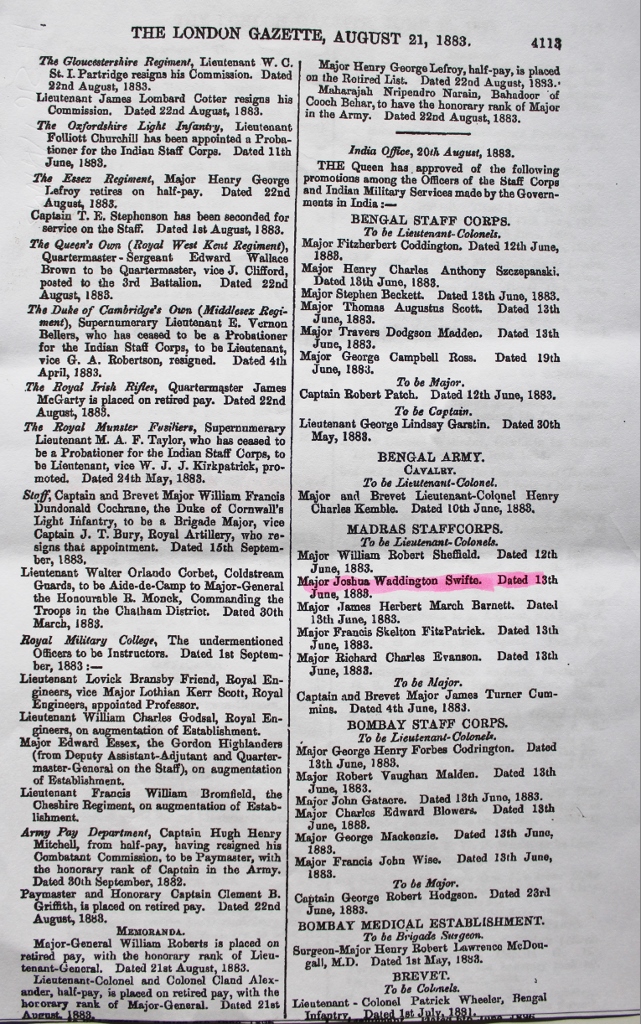 THE LONDON GAZETTE, AUGUST 21, 1883.
4113
The Gloucestershire Regiment, Lieutenant W. C.
St. I. Partridge resigns his Commission. Dated
22nd August, 1883.
Lieutenant James Lombard Cotter resigns his
Commission. Dated 22nd August, 1883.
The Oxfordshire Light Infantry, Lieutenant
Folliott Churchill has been appointed a Proba-
tioner for the Indian Staff Corps. Dated 11th
June, 1883.
The Essex Regiment, Major Henry George
Lefroy retires on half-pay. Dated 22nd
August, 1883.
Captain T. E. Stephenson has been seconded for
service on the Staff. Dated 1st August, 1883.
The Queen's Own (Royal West Kent Regiment),
Quartermaster-Sergeant Edward Wallace
Brown to be Quartermaster, vice J. Clifford,
posted to the 3rd Battalion. Dated 22nd
August, 1883.
The Duke of Cambridge's Own (Middlesex Regi-
ment), Supernumerary Lieutenant E. Vernon
Bellers, who has ceased to be a Probationer
for the Indian Staff Corps, to be Lieutenant,
vice G. A. Robertson, resigned. Dated 4th
April, 1883.
The Royal Irish Rifles, Quartermaster James
McGarty is placed on retired pay. Dated 22nd
August, 1883.
The Royal Munster Fusiliers, Supernumerary
Lieutenant M. A. F. Taylor, who has ceased to
be a Probationer for the Indian Staff Corps, to
be Lieutenant, vice W. J. J. Kirkpatrick, pro-
moted. Dated 24th May, 1883.
Staff, Captain and Brevet Major William Francis
Dundonald Cochrane, the Duke of Cornwall's
Light Infantry, to be a Brigade Major, vice
Captain J. T. Bury, Royal Artillery, who re-
signs that appointment. Dated 15th Septem-
ber, 1883.
Lieutenant Walter Orlando Corbet, Coldstream
Guards, to be Aide-de-Camp to Major-General
the Honourable R. Monck, Commanding the
Troops in the Chatham District. Dated 30th
March, 1883.
Royal Military College, The undermentioned
Officers to be Instructors. Dated 1st Septem-
ber, 1883 :—
Lieutenant Lovick Bransby Friend, Royal En-
gineers, vice Major Lothian Kerr Scott, Royal
Engineers, appointed Professor.
Lieutenant William Charles Godsal, Royal En-
gineers, on augmentation of Establishment.
Major Edward Essex, the Gordon Highlanders
(from Deputy Assistant-Adjutant and Quarter-
master-General on the Staff), on augmentation
of Establishment.
Lieutenant Francis William Bromfield, the
Cheshire Regiment, on augmentation of Estab-
lishment.
Army Pay Department, Captain Hugh Henry
Mitchell, from half-pay, having resigned his
Combatant Commission, to be Paymaster, with
the honorary rank of Captain in the Army.
Dated 30th September, 1882.
Paymaster and Honorary Captain Clement B.
Griffith, is placed on retired pay. Dated 22nd
August, 1883.
MEMORANDA.
Major-General William Roberts is placed on
retired pay, with the honorary rank of Lieu-
tenant-General. Dated 21st August, 1883.
Lieutenant-Colonel and Colonel Cland Alex-
ander, half-pay, is placed on retired pay, with the
honorary rank of Major-General. Dated 21st
August, 1883.
Major Henry George Lefroy, half-pay, is placed
on the Retired List. Dated 22nd August, 1883.
Maharajah Nripendro Narain, Bahadoor of
Cooch Behar, to have the honorary rank of Major
in the Army. Dated 22nd August, 1883.
India Office, 20th August, 1883.
THE Queen has approved of the following
promotions among the Officers of the Staff Corps
and Indian Military Services made by the Govern-
ments in India :—
BENGAL STAFF CORPS.
To be Lieutenant-Colonels.
Major Fitzherbert Coddington. Dated 12th June,
1883.
Major Henry Charles Anthony Szczepanski.
Dated 13th June, 1883.
Major Stephen Beckett. Dated 13th June, 1883.
Major Thomas Augustus Scott. Dated 13th
June, 1883.
Major Travers Dodgson Madden. Dated 13th
June, 1883.
Major George Campbell Ross. Dated 19th
June, 1883.
To be Major.
Captain Robert Patch. Dated 12th June, 1883.
To be Captain.
Lieutenant George Lindsay Garstin. Dated 30th
May, 1883.
BENGAL ARMY.
CAVALRY.
To be Lieutenant-Colonel.
Major and Brevet Lieutenant-Colonel Henry
Charles Kemble. Dated 10th June, 1883.
MADRAS STAFFCORPS.
To be Lieutenant-Colonels.
Major William Robert Sheffield. Dated 12th
June, 1883.
Major Joshua Waddington Swifte. Dated 13th
June, 1883.
Major James Herbert March Barnett. Dated
13th June, 1883.
Major Francis Skelton FitzPatrick. Dated 13th
June, 1883.
Major Richard Charles Evanson. Dated 13th
June, 1883.
To be Major.
Captain and Brevet Major James Turner Cum-
mins. Dated 4th June, 1883.
BOMBAY STAFF CORPS.
To be Lieutenant-Colonels.
Major George Henry Forbes Codrington. Dated
13th June, 1883.
Major Robert Vaughan Malden. Dated 13th
June, 1883.
Major John Gatacre. Dated 13th June, 1883.
Major Charles Edward Blowers. Dated 13th
June, 1883.
Major George Mackenzie. Dated 13th June,
1883.
Major Francis John Wise. Dated 13th June,
1883.
To be Major.
Captain George Robert Hodgson. Dated 23rd
June, 1883.
BOMBAY MEDICAL ESTABLISHMENT.
To be Brigade Surgeon.
Surgeon-Major Henry Robert Lawrence McDou-
gall, M.D. Dated 1st May, 1883.
BREVET.
To be Colonels.
Lieutenant-Colonel Patrick Wheeler, Bengal
Infantry. Dated 1st July, 1881.